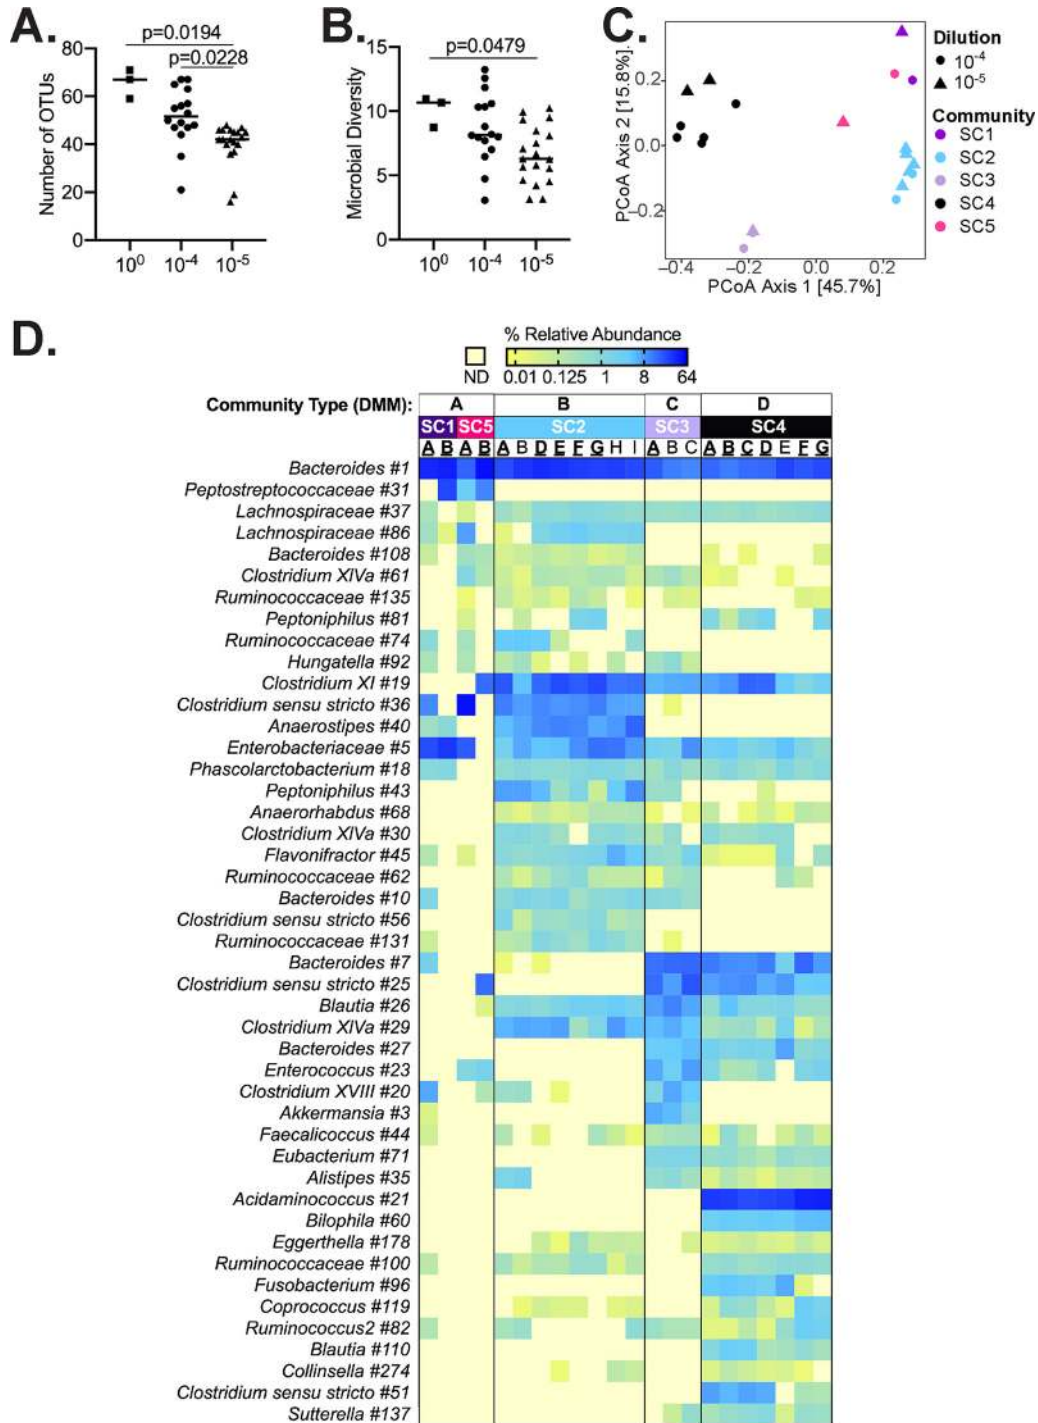 A.
p=0.0194
p=0.0228
Number of OTUs
80
60
40
20
0
10⁰ 10⁻⁴ 10⁻⁵
B.
p=0.0479
Microbial Diversity
15
10
5
0
10⁰ 10⁻⁴ 10⁻⁵
C.
PCoA Axis 2 [15.8%].
0.2
0.0
−0.2
−0.4 −0.2 0.0 0.2
PCoA Axis 1 [45.7%]
Dilution
10⁻⁴
10⁻⁵
Community
SC1
SC2
SC3
SC4
SC5
D.
% Relative Abundance
ND 0.01 0.125 1 8 64
Community Type (DMM): A B C D
SC1 SC5 SC2 SC3 SC4
A B A B A B D E F G H I A B C A B C D E F G
Bacteroides #1
Peptostreptococcaceae #31
Lachnospiraceae #37
Lachnospiraceae #86
Bacteroides #108
Clostridium XIVa #61
Ruminococcaceae #135
Peptoniphilus #81
Ruminococcaceae #74
Hungatella #92
Clostridium XI #19
Clostridium sensu stricto #36
Anaerostipes #40
Enterobacteriaceae #5
Phascolarctobacterium #18
Peptoniphilus #43
Anaerorhabdus #68
Clostridium XIVa #30
Flavonifractor #45
Ruminococcaceae #62
Bacteroides #10
Clostridium sensu stricto #56
Ruminococcaceae #131
Bacteroides #7
Clostridium sensu stricto #25
Blautia #26
Clostridium XIVa #29
Bacteroides #27
Enterococcus #23
Clostridium XVIII #20
Akkermansia #3
Faecalicoccus #44
Eubacterium #71
Alistipes #35
Acidaminococcus #21
Bilophila #60
Eggerthella #178
Ruminococcaceae #100
Fusobacterium #96
Coprococcus #119
Ruminococcus2 #82
Blautia #110
Collinsella #274
Clostridium sensu stricto #51
Sutterella #137